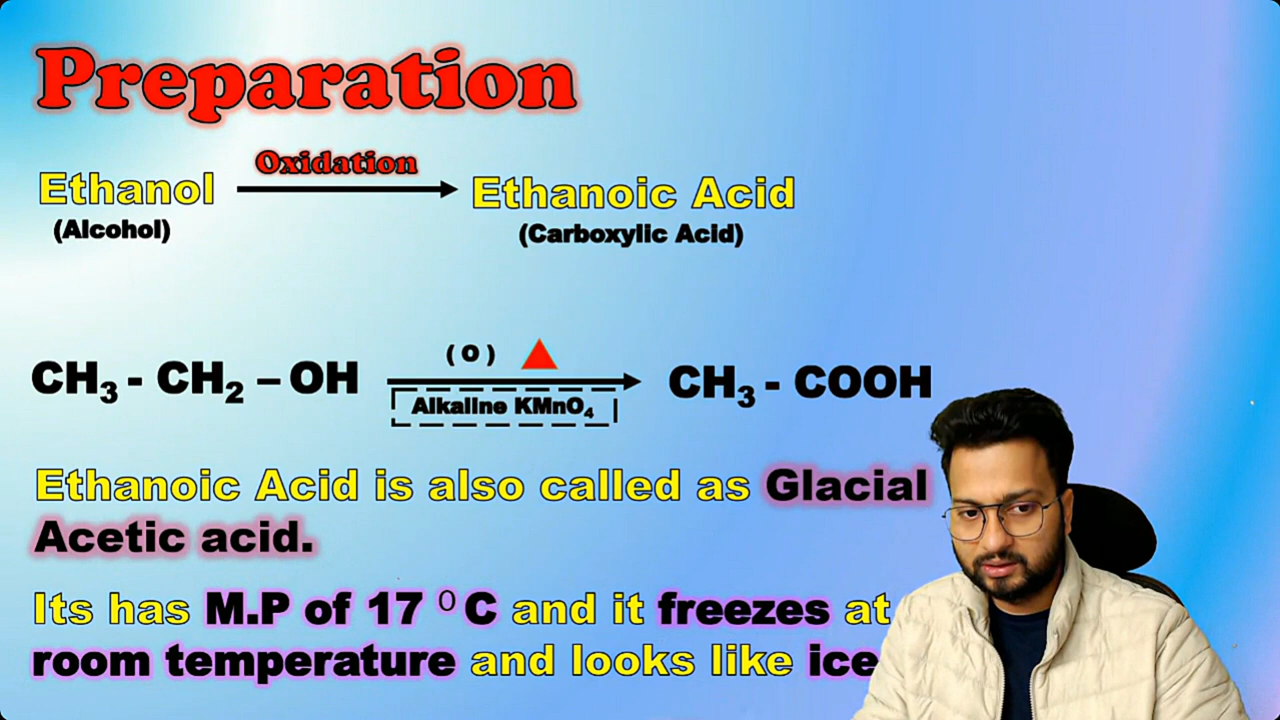 Preparation
Oxidation
Ethanol
Ethanoic Acid
(Alcohol)
(Carboxylic Acid)
( O )
CH₃ - CH₂ – OH
CH₃ - COOH
Alkaline KMnO₄
Ethanoic Acid is also called as Glacial
Acetic acid.
Its has M.P of 17 ⁰ C and it freezes at
room temperature and looks like ice